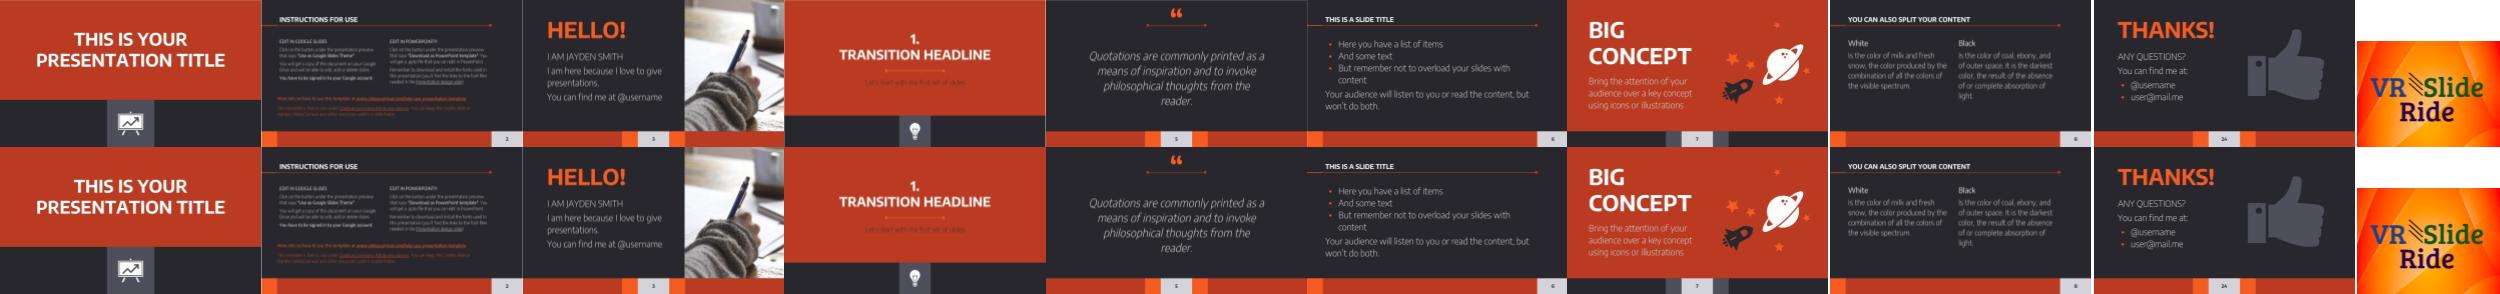 THIS IS YOUR
PRESENTATION TITLE
INSTRUCTIONS FOR USE
EDIT IN GOOGLE SLIDES
EDIT IN POWERPOINT®
2
HELLO!
I AM JAYDEN SMITH
I am here because I love to give
presentations.
You can find me at @username
3
1.
TRANSITION HEADLINE
Let's start with the first set of slides
“
Quotations are commonly printed as a
means of inspiration and to invoke
philosophical thoughts from the
reader.
5
THIS IS A SLIDE TITLE
Here you have a list of items
And some text
But remember not to overload your slides with
content
Your audience will listen to you or read the content, but
won't do both.
6
BIG
CONCEPT
Bring the attention of your
audience over a key concept
using icons or illustrations
7
YOU CAN ALSO SPLIT YOUR CONTENT
White
Is the color of milk and fresh
snow, the color produced by the
combination of all the colors of
the visible spectrum.
Black
Is the color of coal, ebony, and
of outer space. It is the darkest
color, the result of the absence
of or complete absorption of
light.
8
THANKS!
ANY QUESTIONS?
You can find me at:
@username
user@mail.me
24
VR Slide
Ride
THIS IS YOUR
PRESENTATION TITLE
INSTRUCTIONS FOR USE
EDIT IN GOOGLE SLIDES
EDIT IN POWERPOINT®
2
HELLO!
I AM JAYDEN SMITH
I am here because I love to give
presentations.
You can find me at @username
3
1.
TRANSITION HEADLINE
Let's start with the first set of slides
“
Quotations are commonly printed as a
means of inspiration and to invoke
philosophical thoughts from the
reader.
5
THIS IS A SLIDE TITLE
Here you have a list of items
And some text
But remember not to overload your slides with
content
Your audience will listen to you or read the content, but
won't do both.
6
BIG
CONCEPT
Bring the attention of your
audience over a key concept
using icons or illustrations
7
YOU CAN ALSO SPLIT YOUR CONTENT
White
Is the color of milk and fresh
snow, the color produced by the
combination of all the colors of
the visible spectrum.
Black
Is the color of coal, ebony, and
of outer space. It is the darkest
color, the result of the absence
of or complete absorption of
light.
8
THANKS!
ANY QUESTIONS?
You can find me at:
@username
user@mail.me
24
VR Slide
Ride